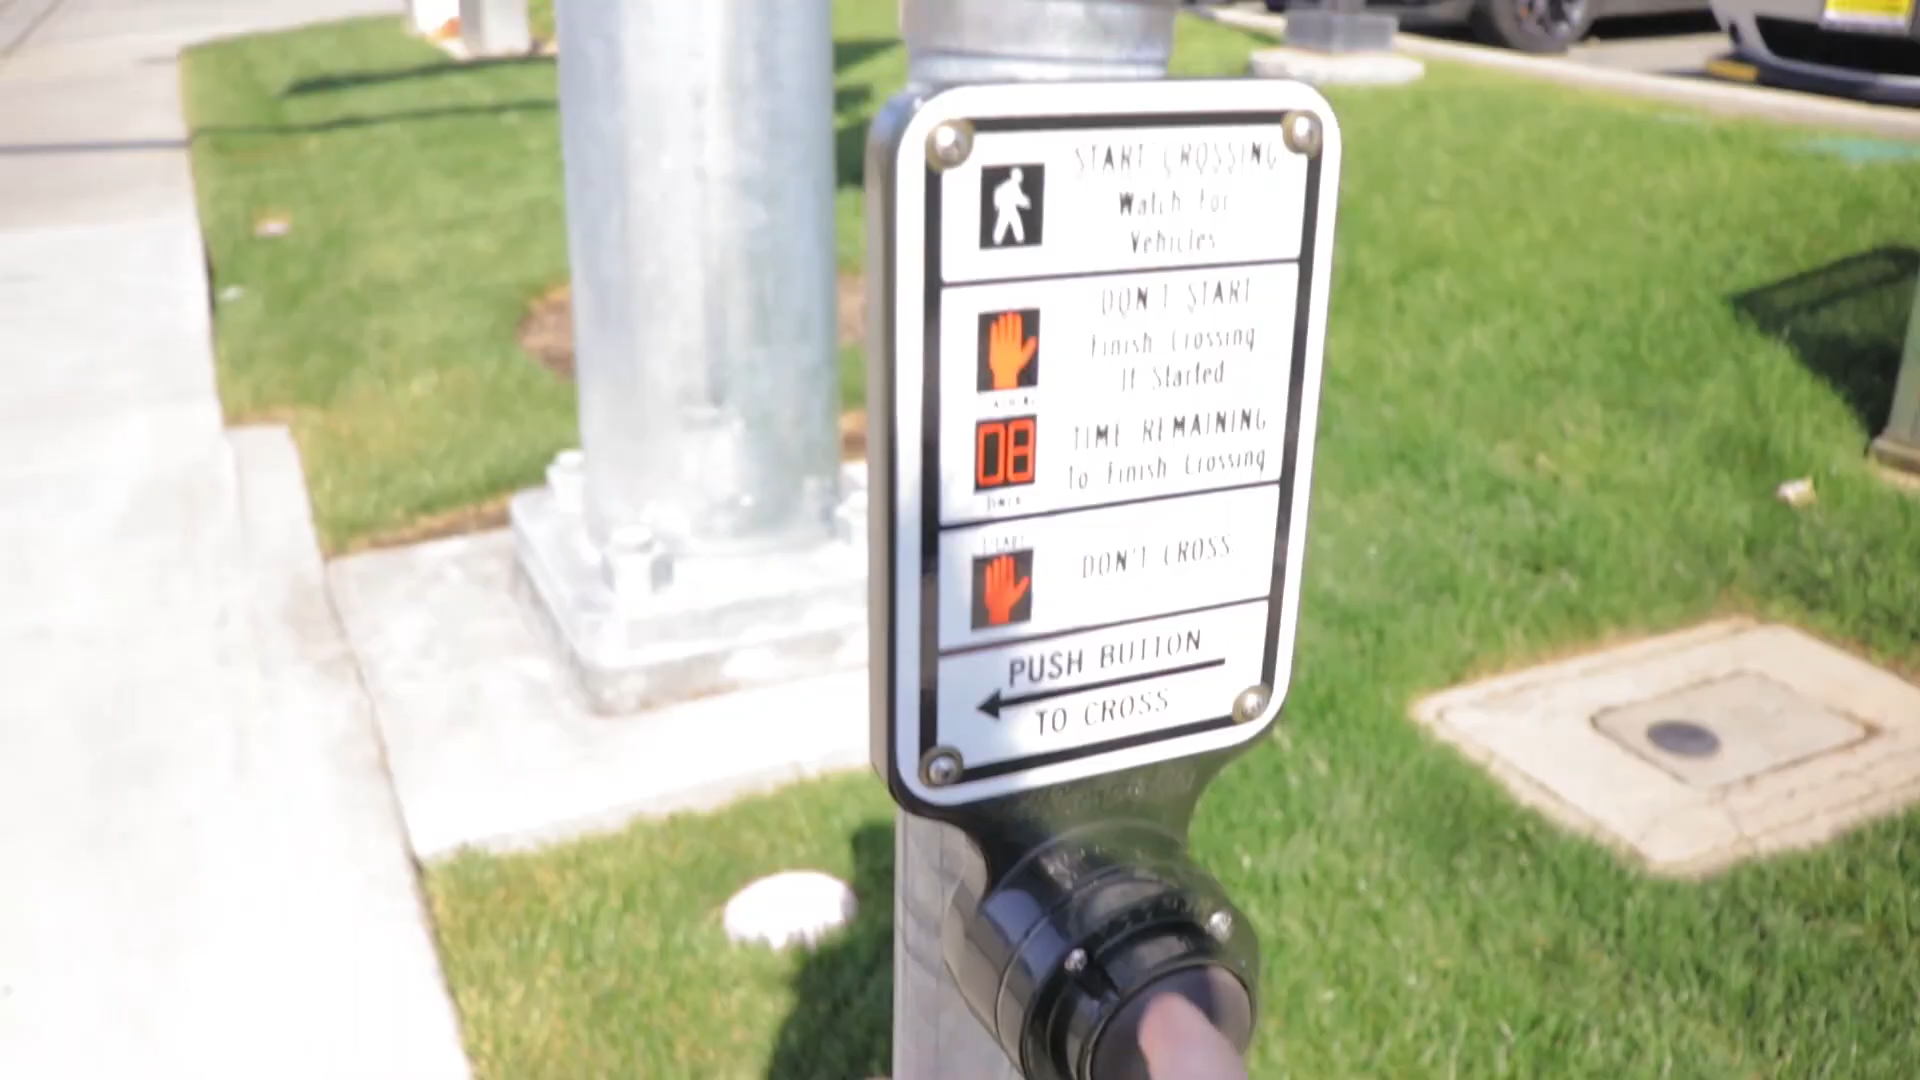 START CROSSING
Watch For
Vehicles
DON'T START
Finish Crossing
If Started
08
TIME REMAINING
To Finish Crossing
DON'T CROSS
PUSH BUTTON
TO CROSS